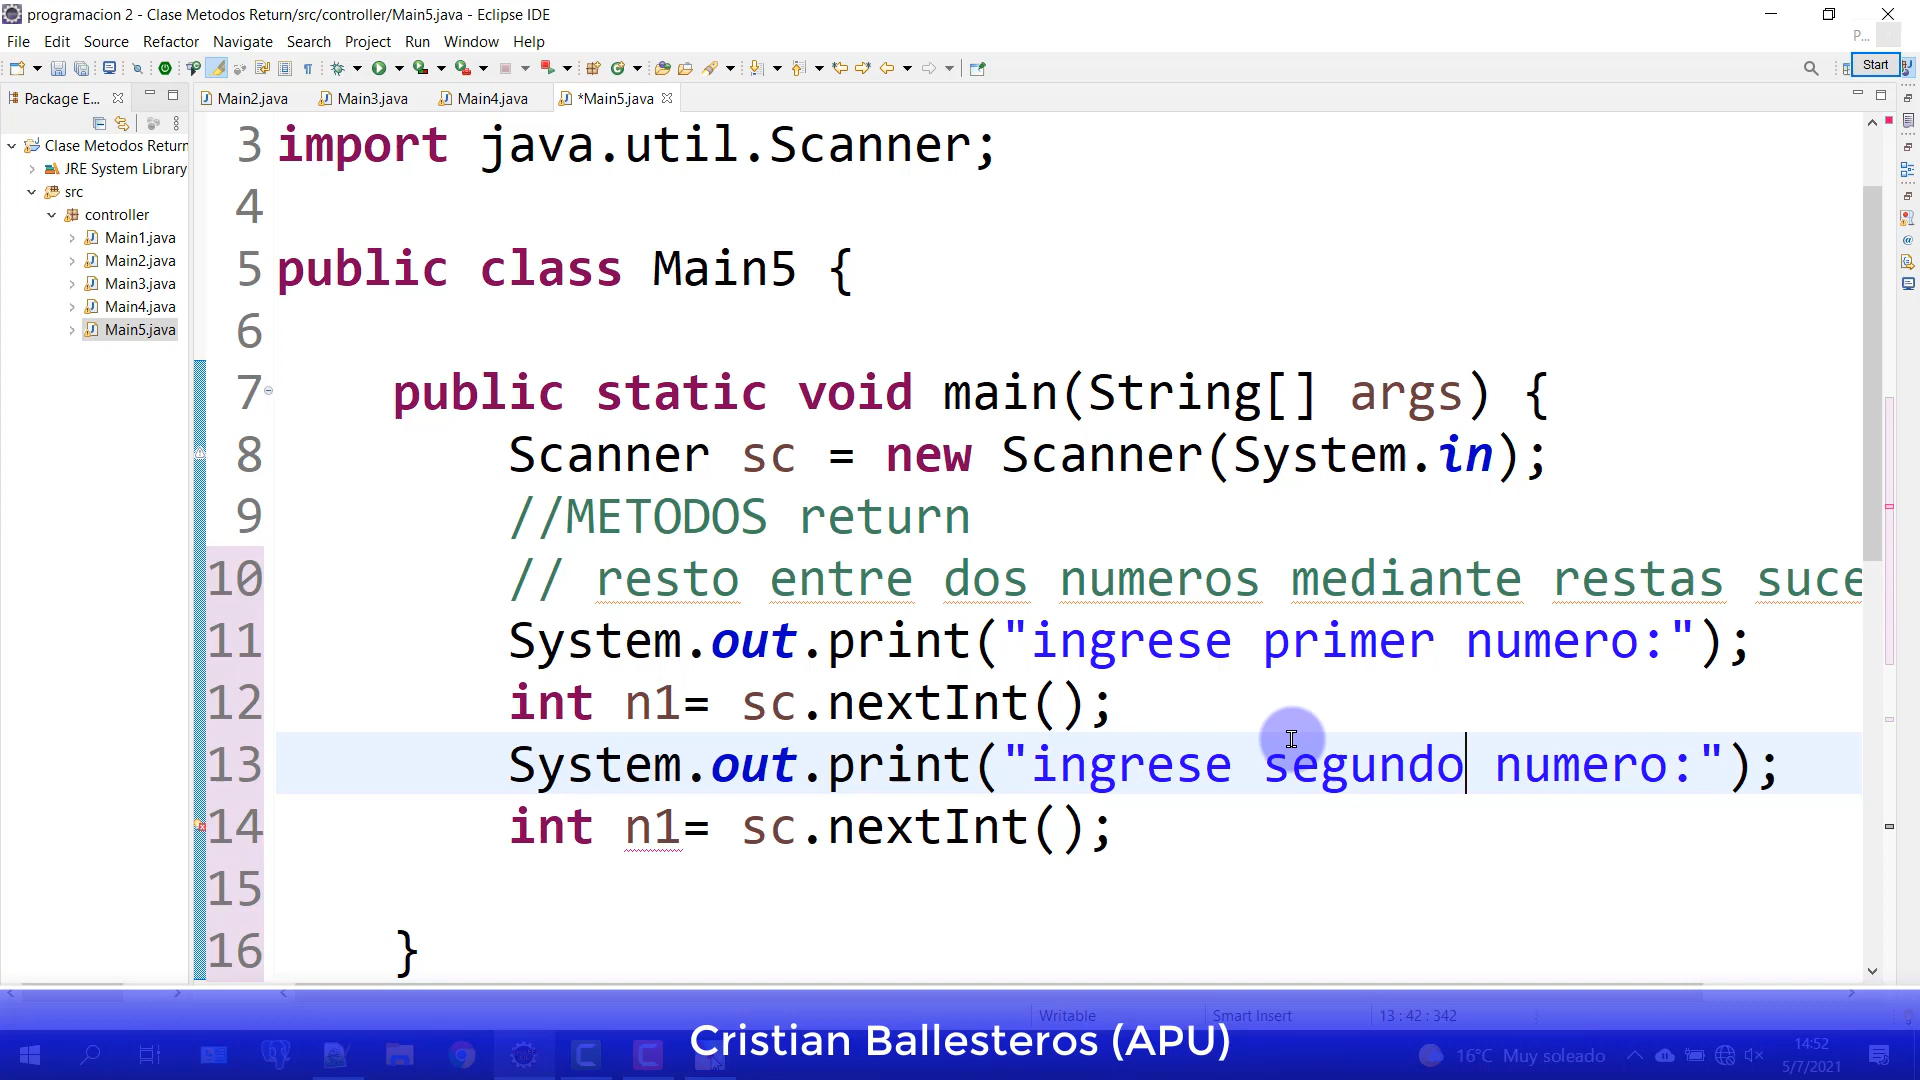 programacion 2 - Clase Metodos Return/src/controller/Main5.java - Eclipse IDE
File Edit Source Refactor Navigate Search Project Run Window Help
P...
Start
Package E...
Main2.java Main3.java Main4.java *Main5.java
Clase Metodos Return
JRE System Library
src
controller
Main1.java
Main2.java
Main3.java
Main4.java
Main5.java
3 import java.util.Scanner;
4
5 public class Main5 {
6
7 public static void main(String[] args) {
8 Scanner sc = new Scanner(System.in);
9 //METODOS return
10 // resto entre dos numeros mediante restas suce
11 System.out.print("ingrese primer numero:");
12 int n1= sc.nextInt();
13 System.out.print("ingrese segundo numero:");
14 int n1= sc.nextInt();
15
16 }
Writable Smart Insert 13 : 42 : 342
Cristian Ballesteros (APU)
16°C Muy soleado
14:52
5/7/2021